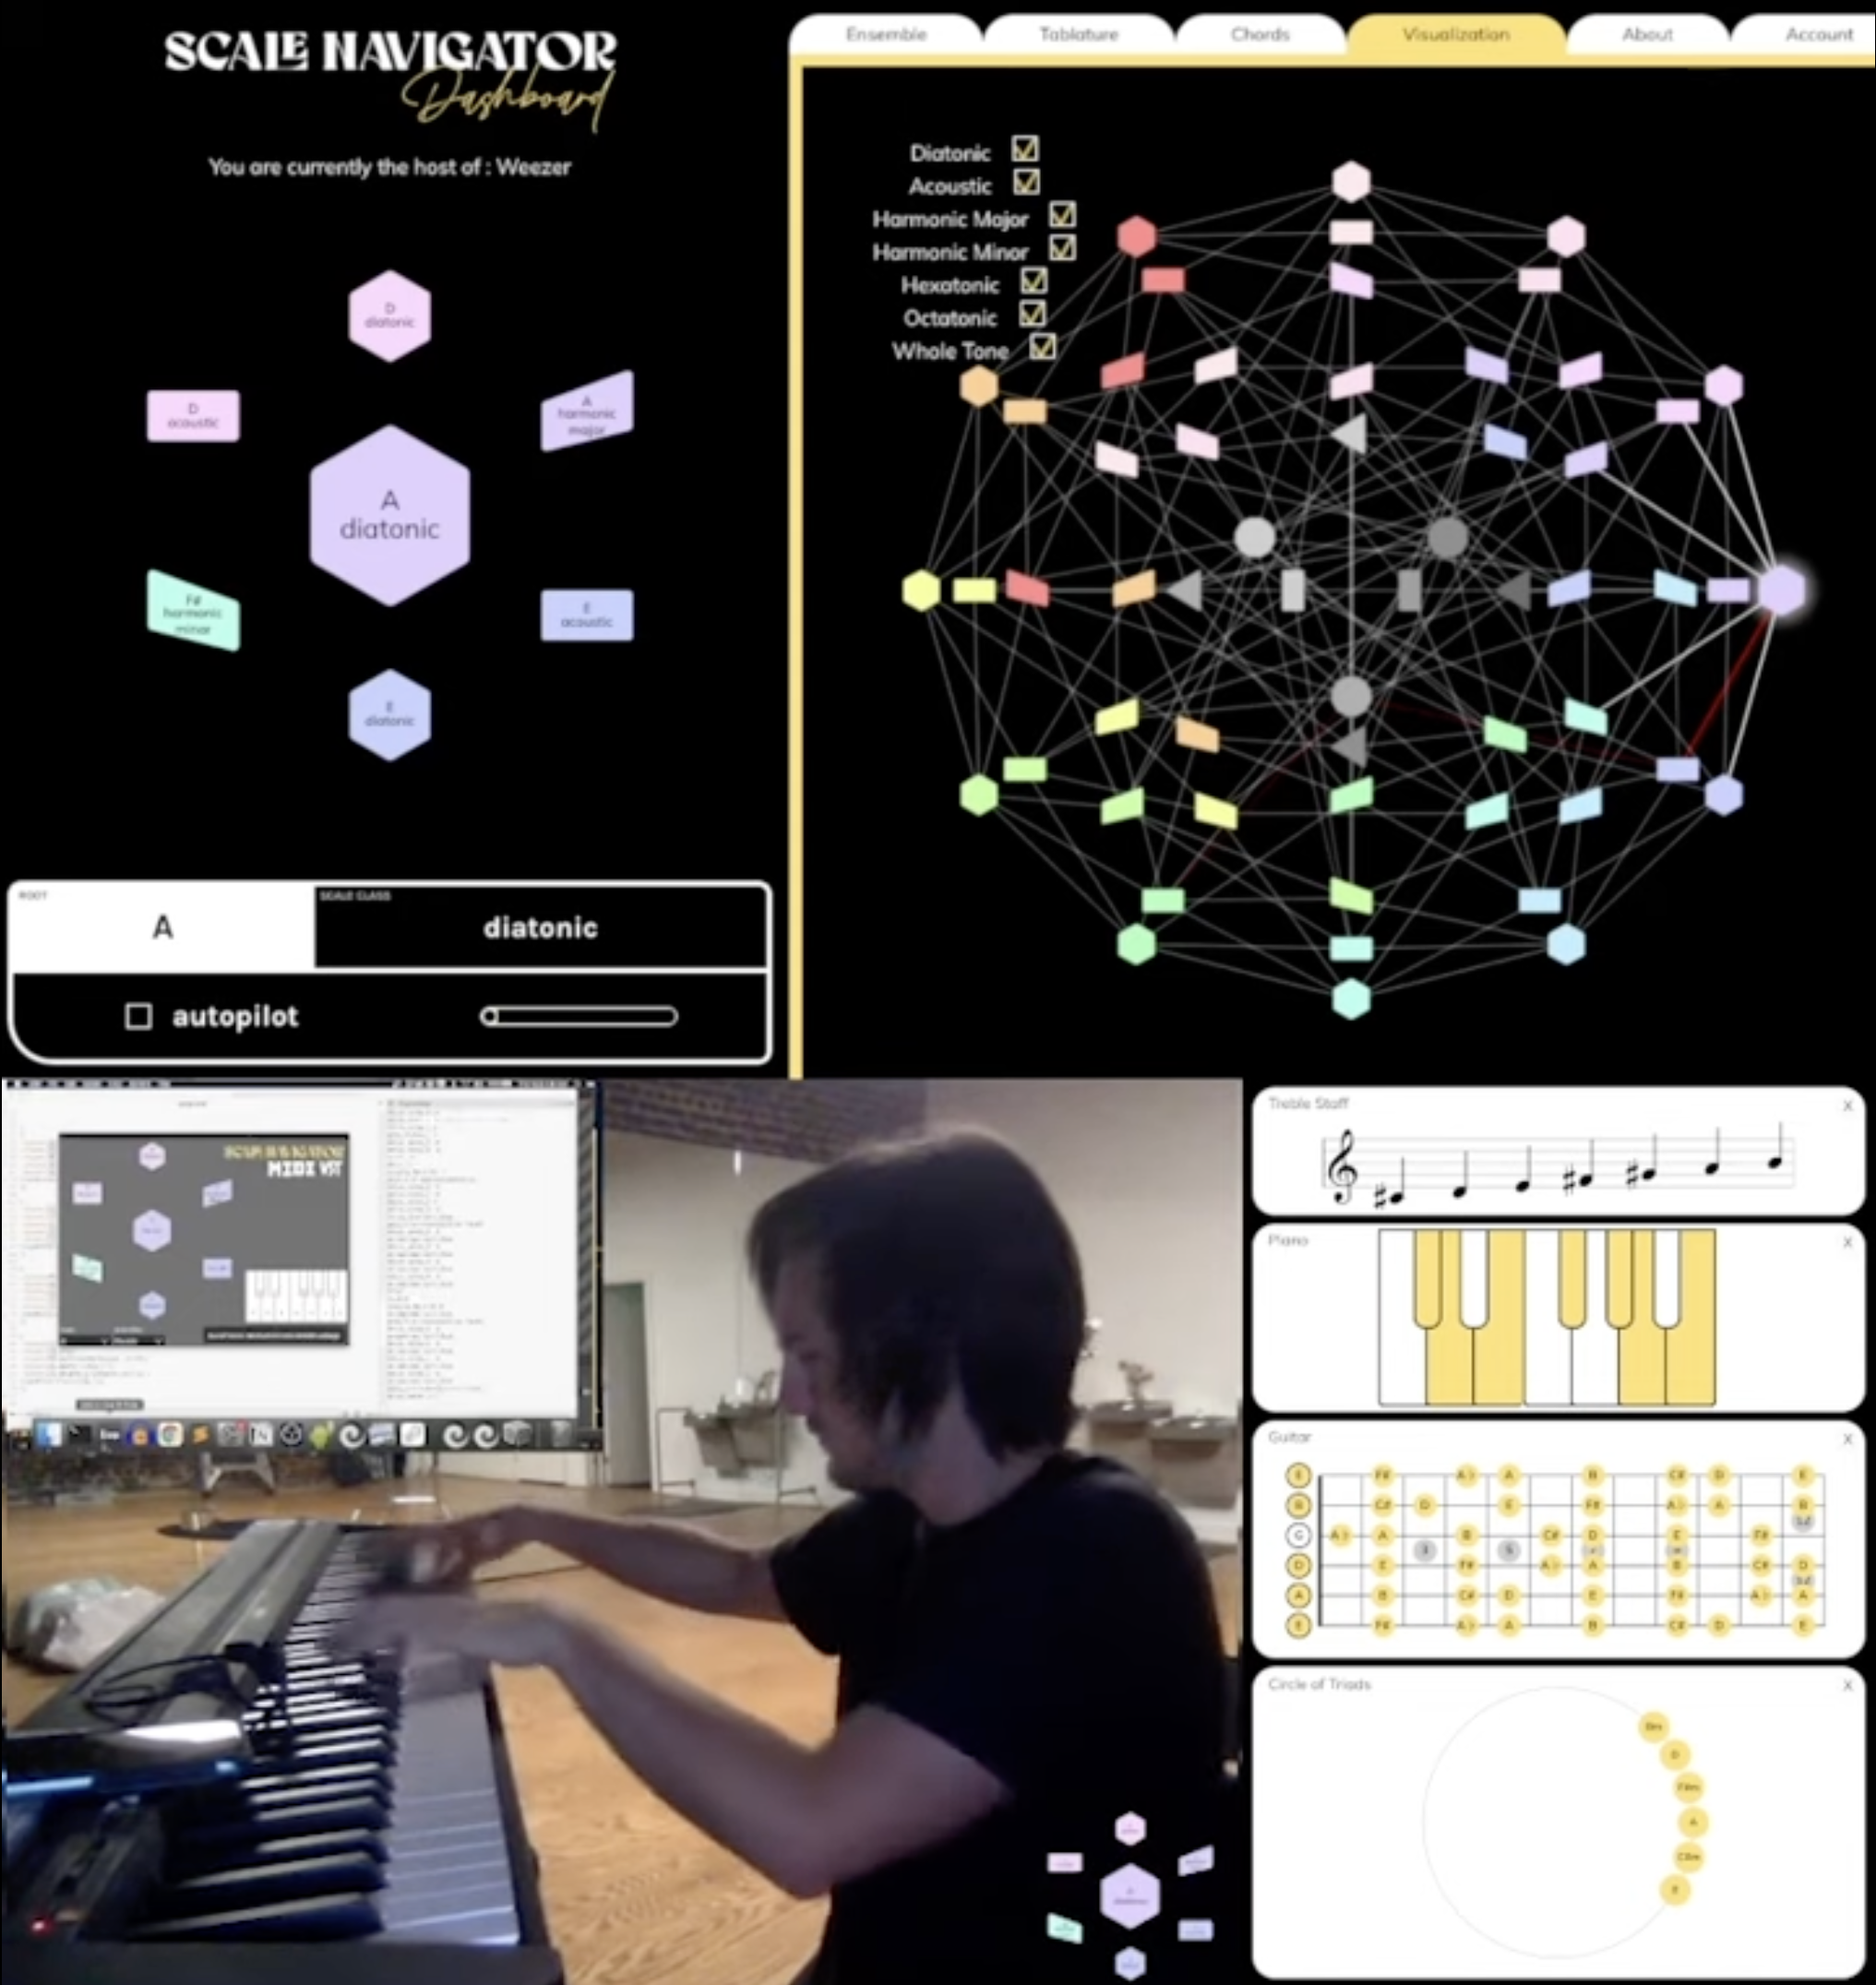 SCALE NAVIGATOR
Dashboard
You are currently the host of : Weezer
D
diatonic
D
acoustic
A
harmonic
major
A
diatonic
F#
harmonic
minor
E
acoustic
E
diatonic
ROOT
A
SCALE CLASS
diatonic
autopilot
Ensemble
Tablature
Chords
Visualization
About
Account
Diatonic
Acoustic
Harmonic Major
Harmonic Minor
Hexatonic
Octatonic
Whole Tone
SCALE NAVIGATOR
MIDI VST
Treble Staff X
Piano X
Guitar X
E F# A♭ A B C# D E
B C# D E F# A♭ A B
G A♭ A B C# D E F#
D E F# A♭ A B C# D
A B C# D E F# A♭ A
E F# A♭ A B C# D E
Circle of Triads X
Bm
D
F#m
A
C#m
E